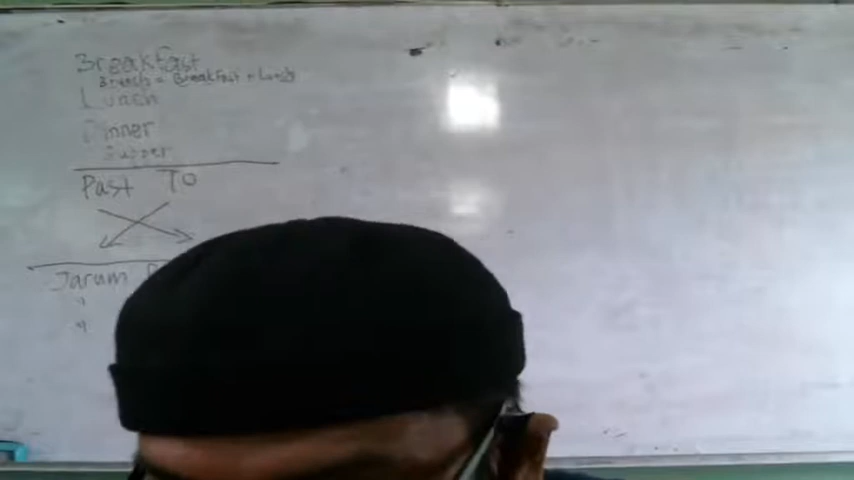 Breakfast
Brunch = Breakfast + Lunch
Lunch
Dinner
Supper
Past To
Jarum